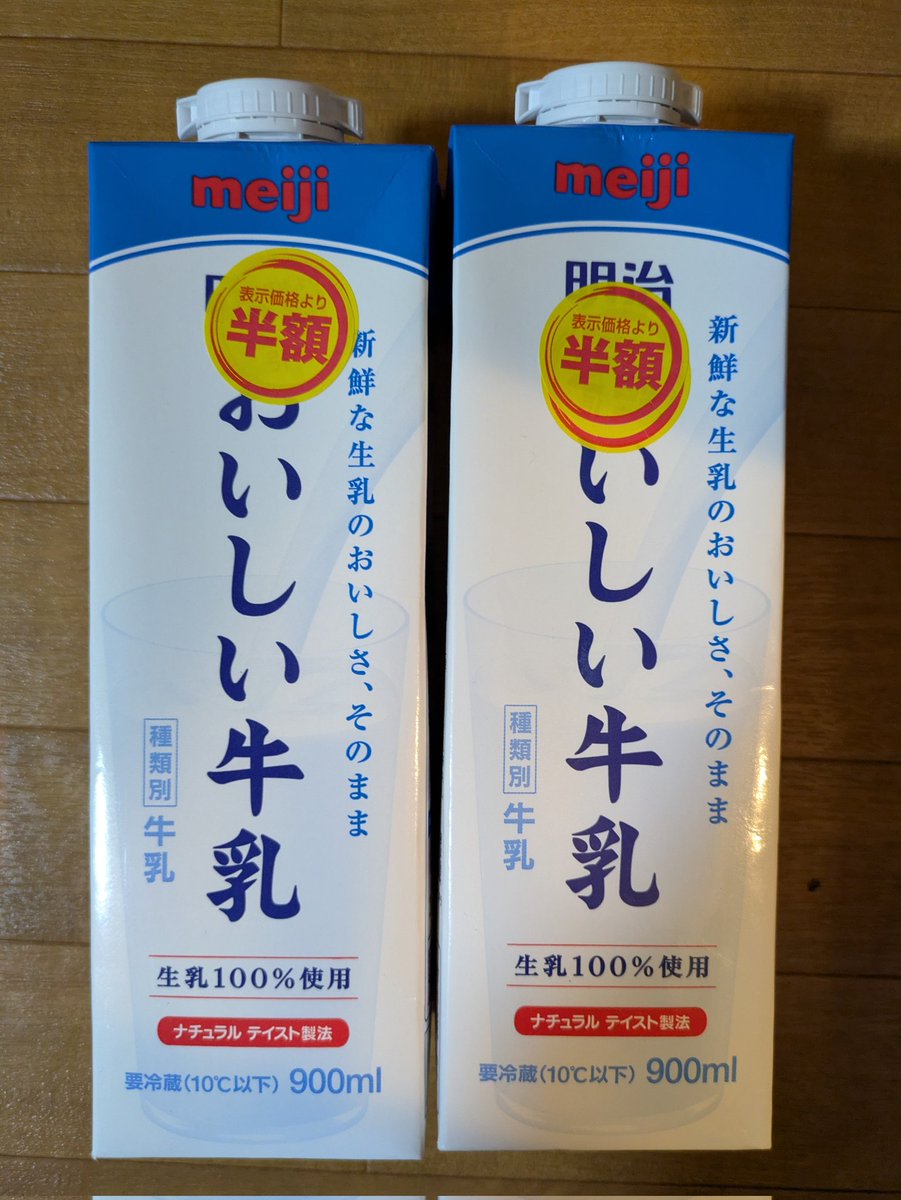 meiji
表示価格より
半額
おいしい牛乳
新鮮な生乳のおいしさ、そのまま
種類別
牛乳
生乳100%使用
ナチュラル テイスト製法
要冷蔵(10℃以下) 900ml
meiji
明治
表示価格より
半額
いしい牛乳
新鮮な生乳のおいしさ、そのまま
種類別
牛乳
生乳100%使用
ナチュラル テイスト製法
要冷蔵(10℃以下) 900ml